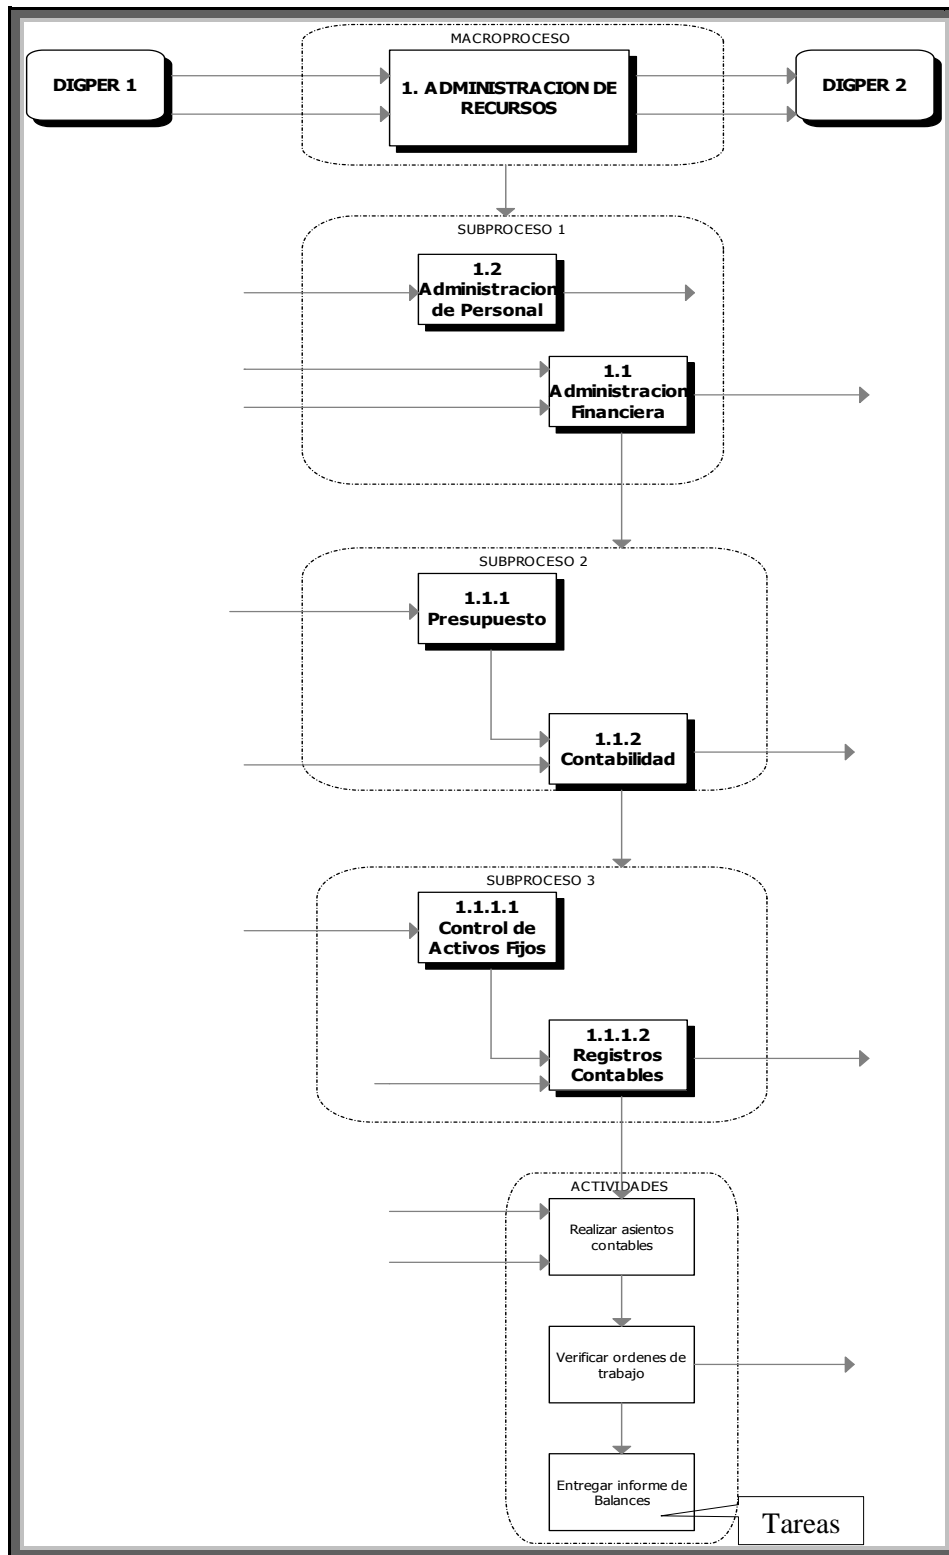 MACROPROCESO
DIGPER 1
1. ADMINISTRACION DE
RECURSOS
DIGPER 2
SUBPROCESO 1
1.2
Administracion
de Personal
1.1
Administracion
Financiera
SUBPROCESO 2
1.1.1
Presupuesto
1.1.2
Contabilidad
SUBPROCESO 3
1.1.1.1
Control de
Activos Fijos
1.1.1.2
Registros
Contables
ACTIVIDADES
Realizar asientos
contables
Verificar ordenes de
trabajo
Entregar informe de
Balances
Tareas